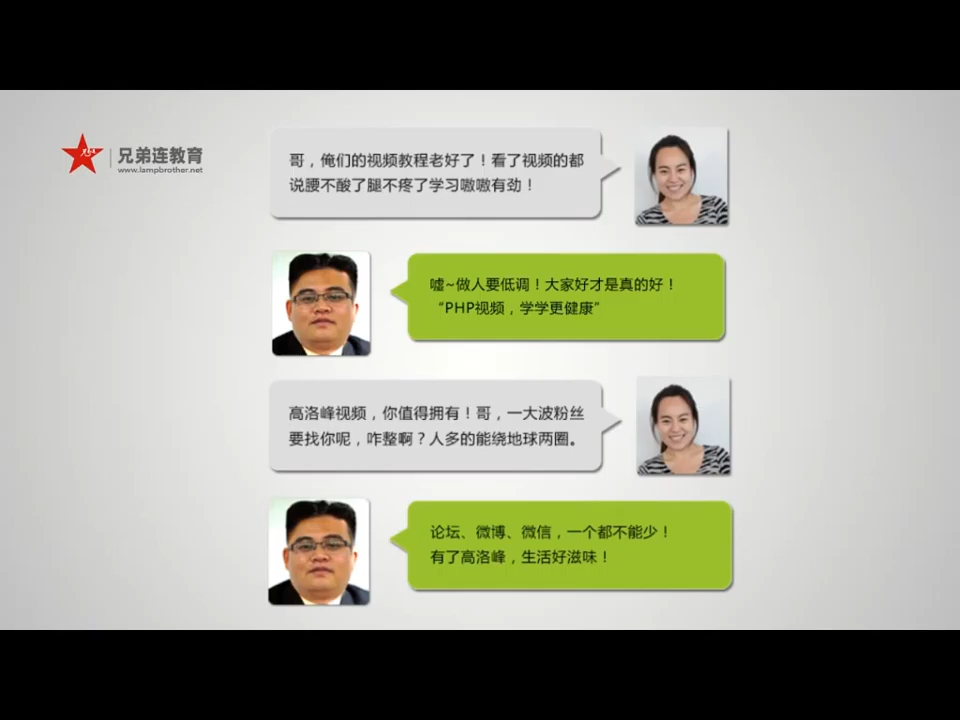 兄弟连教育
www.lampbrother.net
哥，俺们的视频教程老好了！看了视频的都
说腰不酸了腿不疼了学习嗷嗷有劲！
嘘~做人要低调！大家好才是真的好！
“PHP视频，学学更健康”
高洛峰视频，你值得拥有！哥，一大波粉丝
要找你呢，咋整啊？人多的能绕地球两圈。
论坛、微博、微信，一个都不能少！
有了高洛峰，生活好滋味！